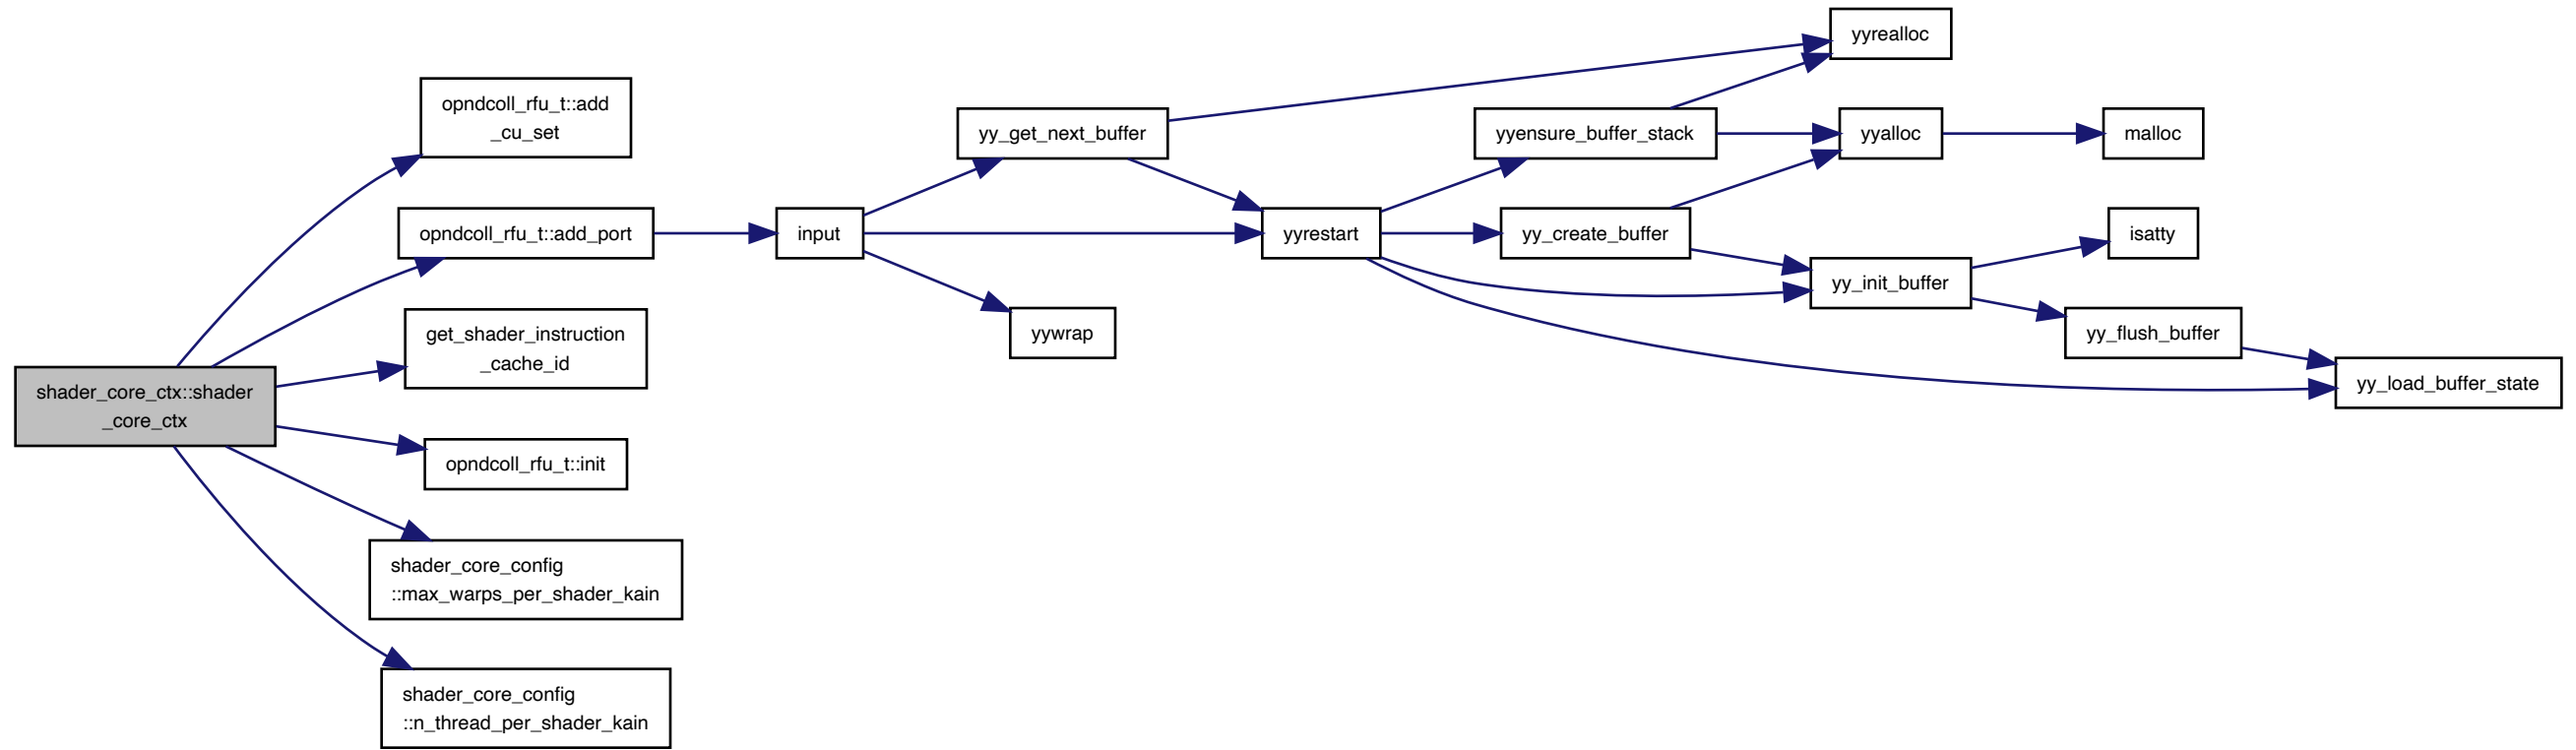 shader_core_ctx::shader
_core_ctx
opndcoll_rfu_t::add
_cu_set
opndcoll_rfu_t::add_port
get_shader_instruction
_cache_id
opndcoll_rfu_t::init
shader_core_config
::max_warps_per_shader_kain
shader_core_config
::n_thread_per_shader_kain
input
yy_get_next_buffer
yywrap
yyrestart
yyensure_buffer_stack
yy_create_buffer
yyrealloc
yyalloc
yy_init_buffer
malloc
isatty
yy_flush_buffer
yy_load_buffer_state